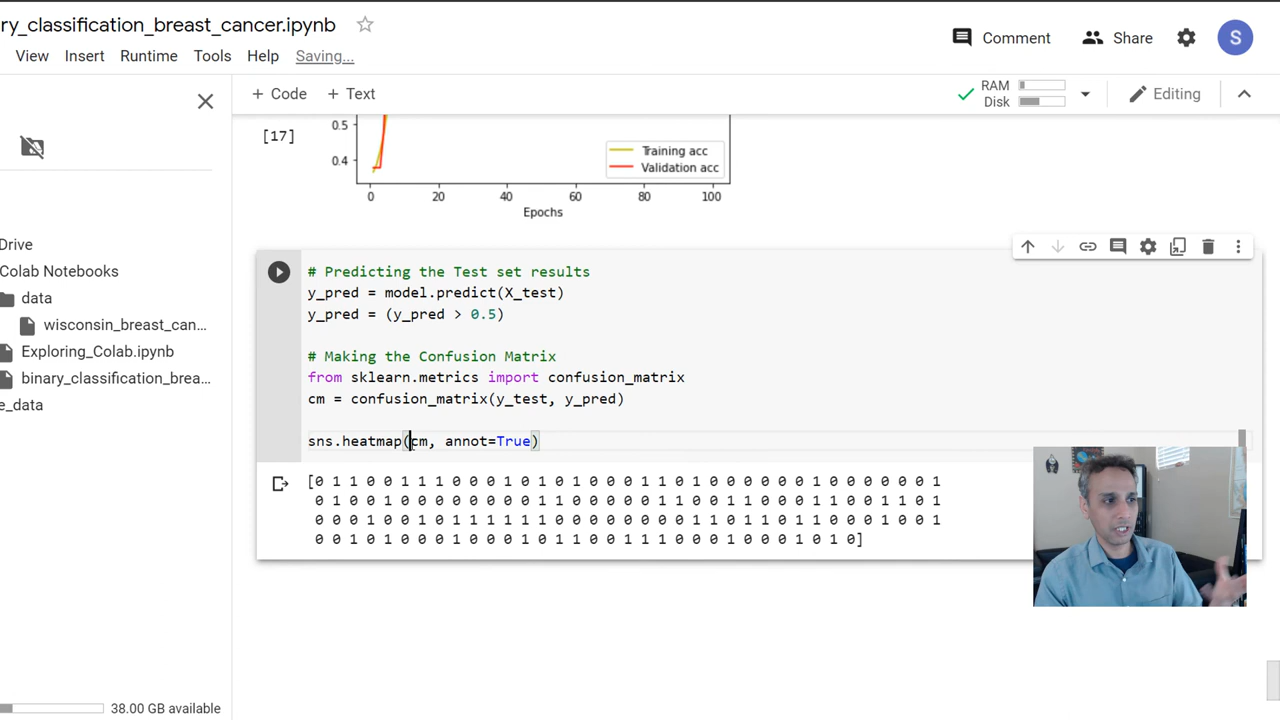 ry_classification_breast_cancer.ipynb
View Insert Runtime Tools Help Saving...
Comment Share S
+ Code + Text
RAM
Disk
Editing
Drive
Colab Notebooks
data
wisconsin_breast_can...
Exploring_Colab.ipynb
binary_classification_brea...
e_data
38.00 GB available
[17]
0.5
0.4
Training acc
Validation acc
0 20 40 60 80 100
Epochs
# Predicting the Test set results
y_pred = model.predict(X_test)
y_pred = (y_pred > 0.5)
# Making the Confusion Matrix
from sklearn.metrics import confusion_matrix
cm = confusion_matrix(y_test, y_pred)
sns.heatmap(cm, annot=True)
[0 1 1 0 0 1 1 1 0 0 0 1 0 1 0 1 0 0 0 1 1 0 1 0 0 0 0 0 0 1 0 0 0 0 0 0 1
0 1 0 0 1 0 0 0 0 0 0 0 0 1 1 0 0 0 0 0 1 1 0 0 1 1 0 0 0 1 1 0 0 1 1 0 1
0 0 0 1 0 0 1 0 1 1 1 1 1 1 0 0 0 0 0 0 0 0 1 1 0 1 1 0 1 1 0 0 0 1 0 0 1
0 0 1 0 1 0 0 0 1 0 0 0 1 0 1 1 0 0 1 1 1 0 0 0 1 0 0 0 1 0 1 0]